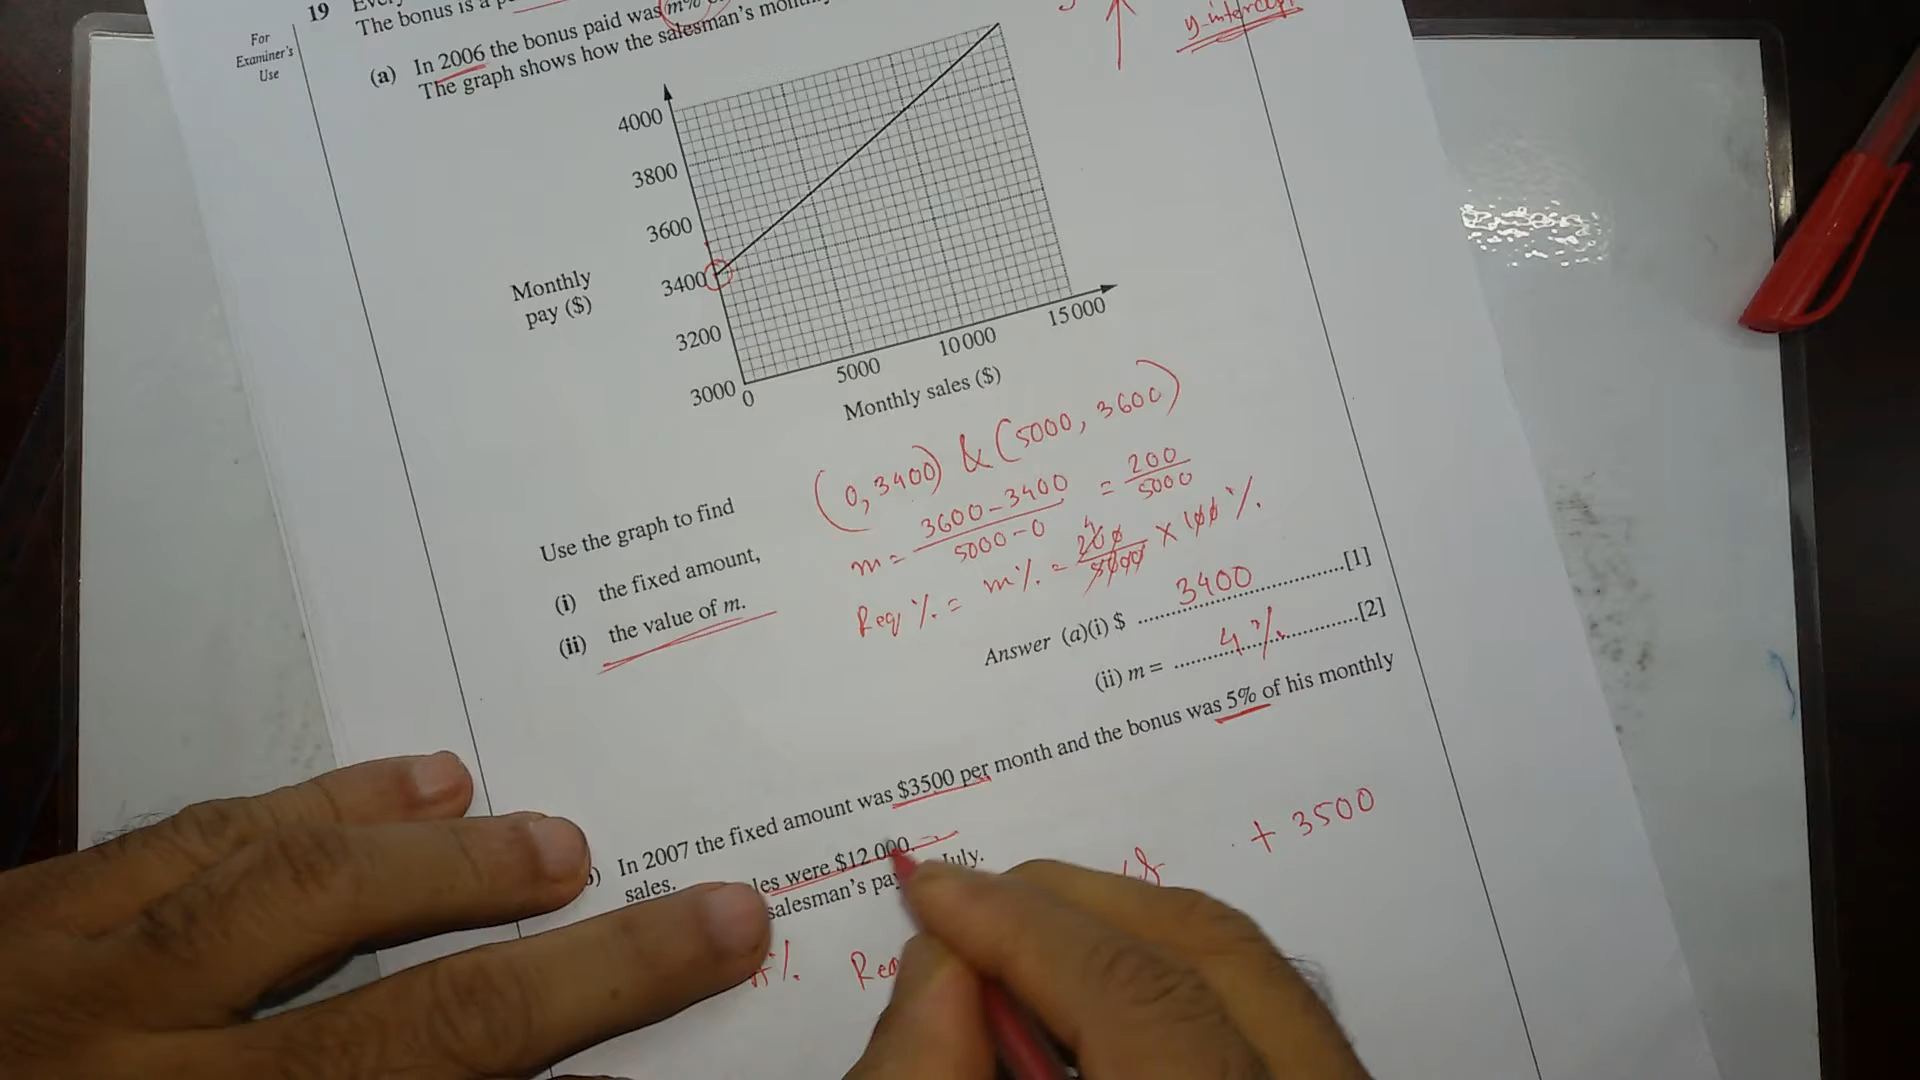 For
Examiner's
Use
19
The bonus is a
(a) In 2006 the bonus paid was m%
The graph shows how the salesman's
y-intercept
4000
3800
3600
3400
3200
3000
Monthly
pay ($)
0 5000 10 000 15 000
Monthly sales ($)
(0, 3400) & (5000, 3600)
m = 3600 - 3400 / 5000 - 0 = 200 / 5000
Req %. = m%. = 200 / 5000 × 100 %.
Use the graph to find
(i) the fixed amount,
(ii) the value of m.
Answer (a)(i) $ 3400 [1]
(ii) m = 4 % [2]
In 2007 the fixed amount was $3500 per month and the bonus was 5% of his monthly
sales.
were $12 000.
salesman's July.
+ 3500